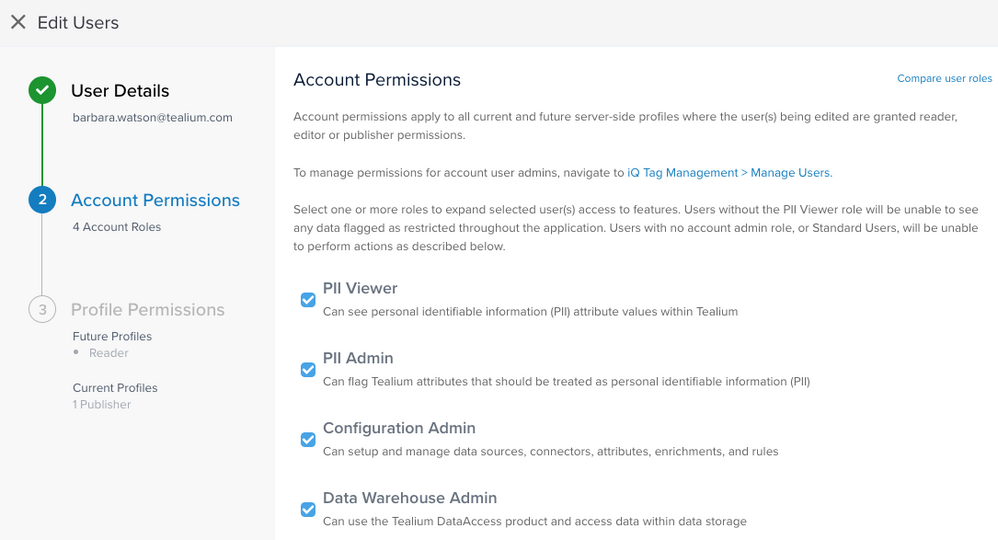 Edit Users
User Details
barbara.watson@tealium.com
2
Account Permissions
4 Account Roles
3
Profile Permissions
Future Profiles
• Reader
Current Profiles
1 Publisher
Account Permissions
Compare user roles
Account permissions apply to all current and future server-side profiles where the user(s) being edited are granted reader,
editor or publisher permissions.
To manage permissions for account user admins, navigate to iQ Tag Management > Manage Users.
Select one or more roles to expand selected user(s) access to features. Users without the PII Viewer role will be unable to see
any data flagged as restricted throughout the application. Users with no account admin role, or Standard Users, will be unable
to perform actions as described below.
PII Viewer
Can see personal identifiable information (PII) attribute values within Tealium
PII Admin
Can flag Tealium attributes that should be treated as personal identifiable information (PII)
Configuration Admin
Can setup and manage data sources, connectors, attributes, enrichments, and rules
Data Warehouse Admin
Can use the Tealium DataAccess product and access data within data storage